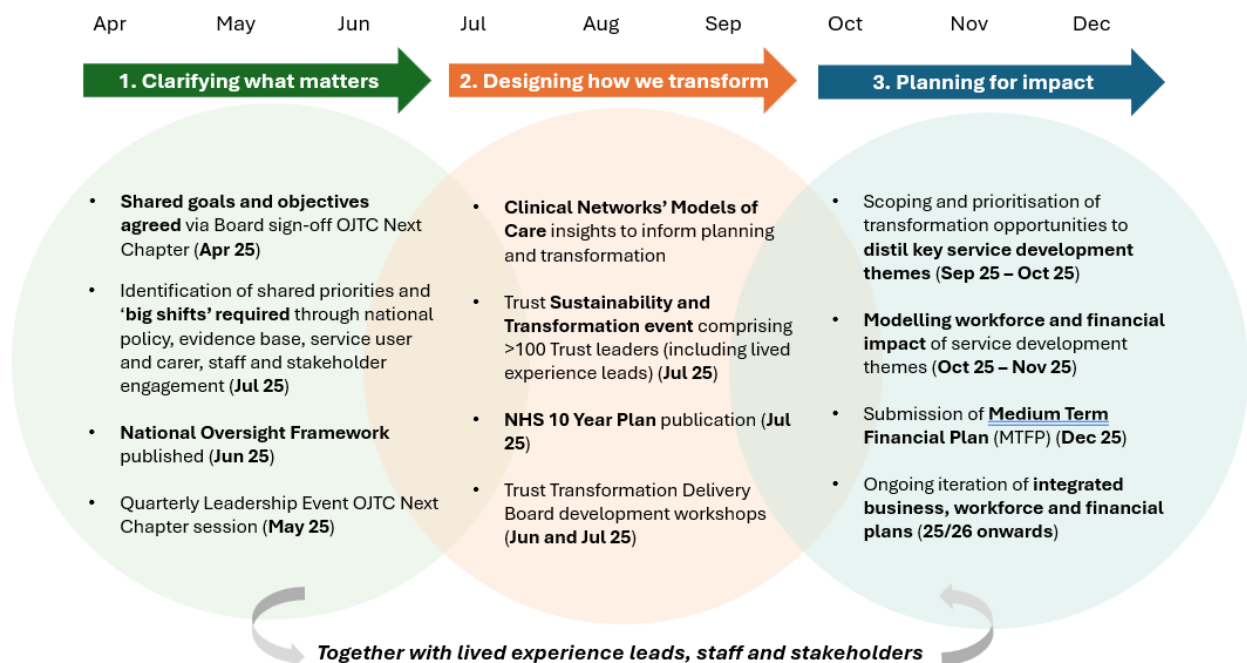 Apr May Jun Jul Aug Sep Oct Nov Dec
1. Clarifying what matters
2. Designing how we transform
3. Planning for impact
• Shared goals and objectives
agreed via Board sign-off OJTC Next
Chapter (Apr 25)
• Identification of shared priorities and
‘big shifts’ required through national
policy, evidence base, service user
and carer, staff and stakeholder
engagement (Jul 25)
• National Oversight Framework
published (Jun 25)
• Quarterly Leadership Event OJTC Next
Chapter session (May 25)
• Clinical Networks’ Models of
Care insights to inform planning
and transformation
• Trust Sustainability and
Transformation event comprising
>100 Trust leaders (including lived
experience leads) (Jul 25)
• NHS 10 Year Plan publication (Jul
25)
• Trust Transformation Delivery
Board development workshops
(Jun and Jul 25)
• Scoping and prioritisation of
transformation opportunities to
distil key service development
themes (Sep 25 – Oct 25)
• Modelling workforce and financial
impact of service development
themes (Oct 25 – Nov 25)
• Submission of Medium Term
Financial Plan (MTFP) (Dec 25)
• Ongoing iteration of integrated
business, workforce and financial
plans (25/26 onwards)
Together with lived experience leads, staff and stakeholders